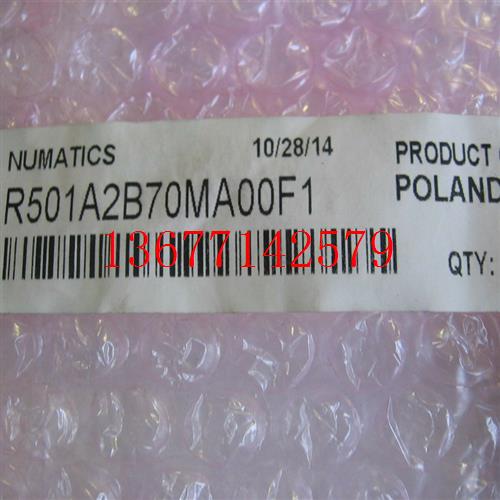 NUMATICS 10/28/14 PRODUCT
R501A2B70MA00F1 POLAND
13677142579
QTY: